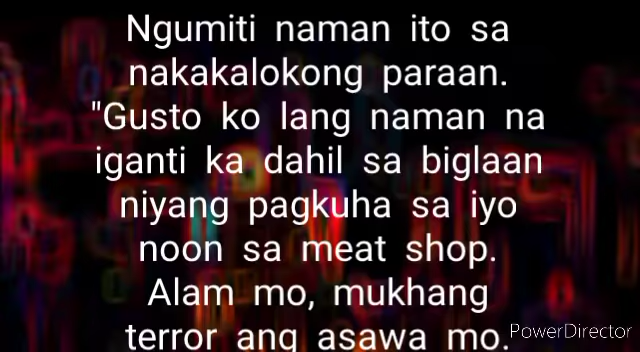 Ngumiti naman ito sa
nakakalokong paraan.
"Gusto ko lang naman na
iganti ka dahil sa biglaan
niyang pagkuha sa iyo
noon sa meat shop.
Alam mo, mukhang
terror ang asawa mo.
PowerDirector